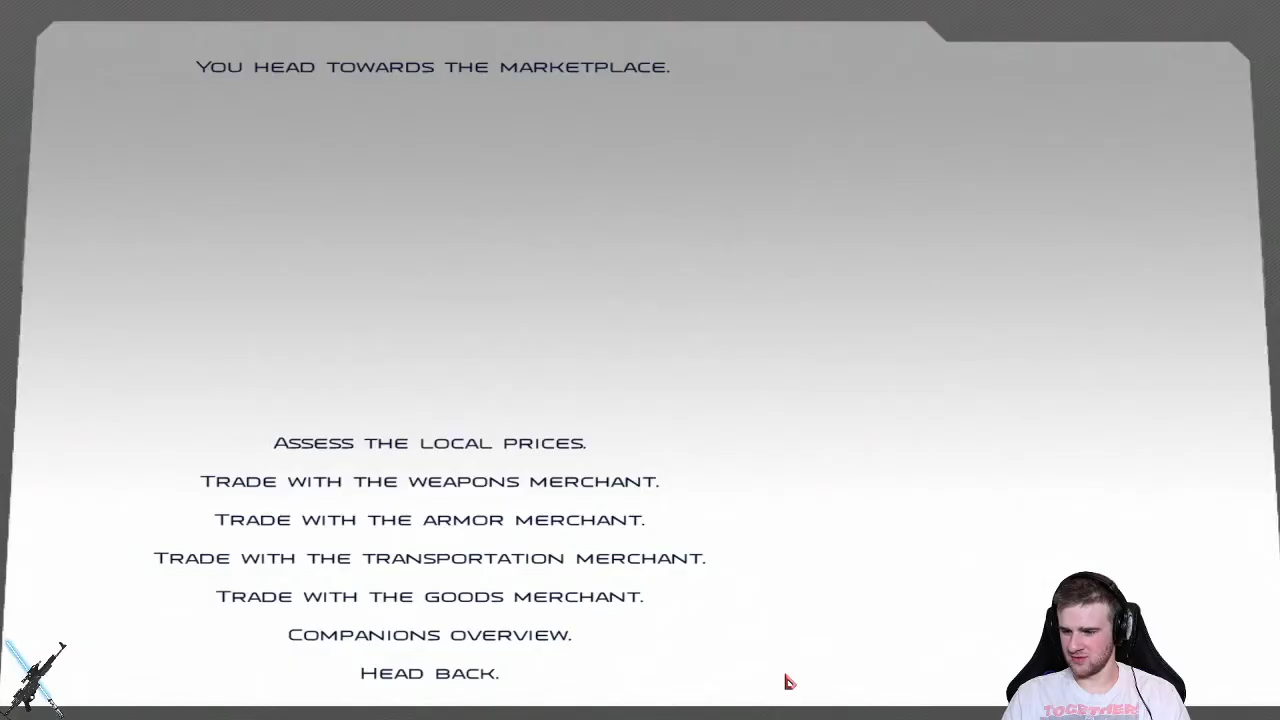 You head towards the marketplace.
Assess the local prices.
Trade with the weapons merchant.
Trade with the armor merchant.
Trade with the transportation merchant.
Trade with the goods merchant.
Companions overview.
Head back.
TOGETHER